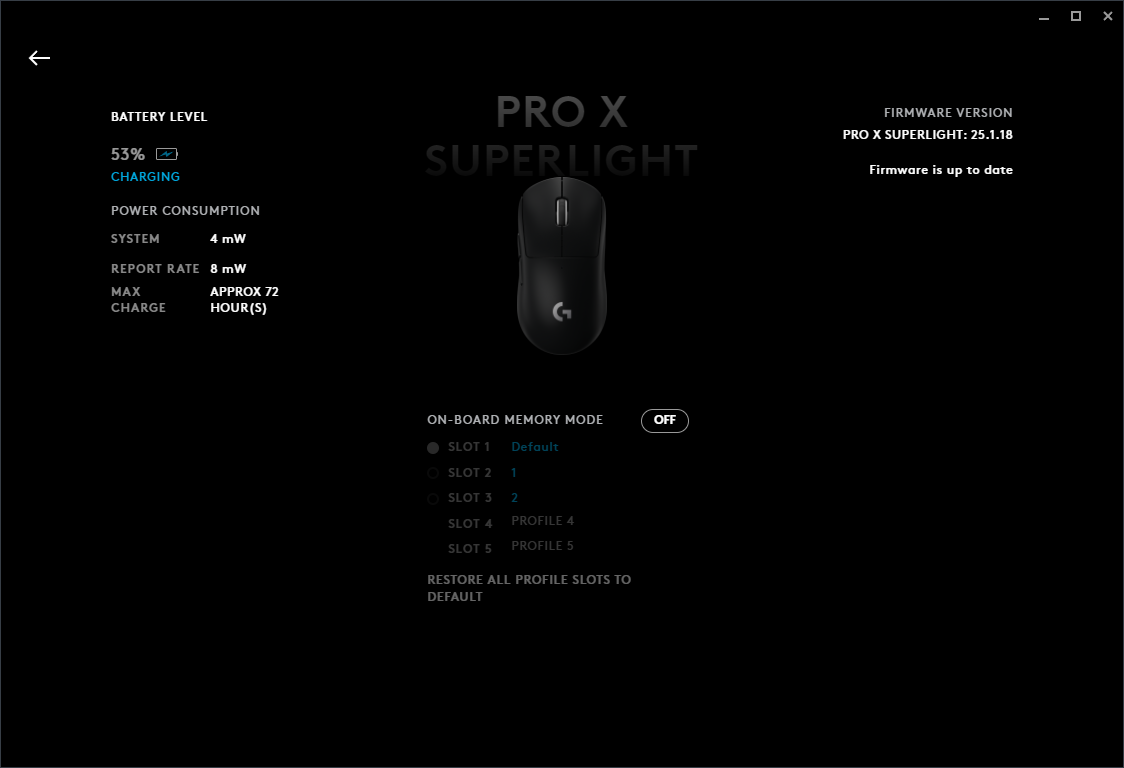 BATTERY LEVEL
53%
CHARGING
POWER CONSUMPTION
SYSTEM 4 mW
REPORT RATE 8 mW
MAX CHARGE APPROX 72 HOUR(S)
PRO X
SUPERLIGHT
FIRMWARE VERSION
PRO X SUPERLIGHT: 25.1.18
Firmware is up to date
ON-BOARD MEMORY MODE OFF
SLOT 1 Default
SLOT 2 1
SLOT 3 2
SLOT 4 PROFILE 4
SLOT 5 PROFILE 5
RESTORE ALL PROFILE SLOTS TO
DEFAULT